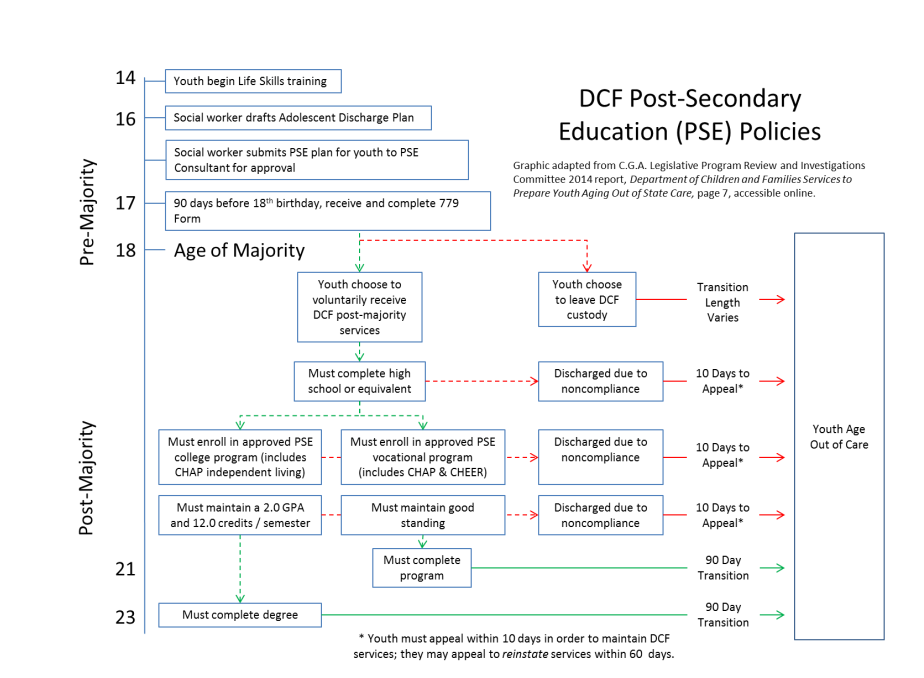 DCF Post-Secondary
Education (PSE) Policies
Graphic adapted from C.G.A. Legislative Program Review and Investigations
Committee 2014 report, Department of Children and Families Services to
Prepare Youth Aging Out of State Care, page 7, accessible online.
Pre-Majority
14
Youth begin Life Skills training
16
Social worker drafts Adolescent Discharge Plan
Social worker submits PSE plan for youth to PSE
Consultant for approval
17
90 days before 18th birthday, receive and complete 779
Form
18
Age of Majority
Youth choose to
voluntarily receive
DCF post-majority
services
Youth choose
to leave DCF
custody
Transition
Length
Varies
Must complete high
school or equivalent
Discharged due to
noncompliance
10 Days to
Appeal*
Youth Age
Out of Care
Post-Majority
Must enroll in approved PSE
college program (includes
CHAP independent living)
Must enroll in approved PSE
vocational program
(includes CHAP & CHEER)
Discharged due to
noncompliance
10 Days to
Appeal*
Must maintain a 2.0 GPA
and 12.0 credits / semester
Must maintain good
standing
Discharged due to
noncompliance
10 Days to
Appeal*
21
Must complete
program
90 Day
Transition
23
Must complete degree
90 Day
Transition
* Youth must appeal within 10 days in order to maintain DCF
services; they may appeal to reinstate services within 60 days.